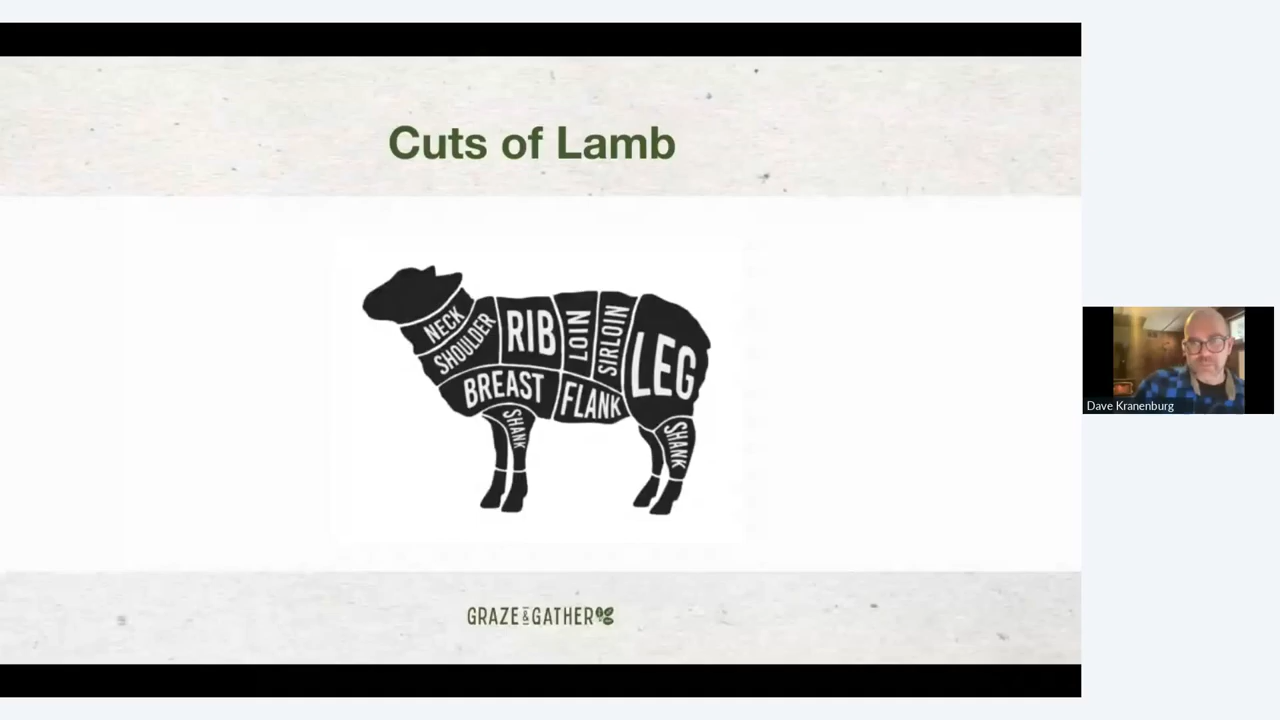 Cuts of Lamb
NECK
SHOULDER
RIB
LOIN
SIRLOIN
LEG
BREAST
FLANK
SHANK
SHANK
GRAZE & GATHER
Dave Kranenburg